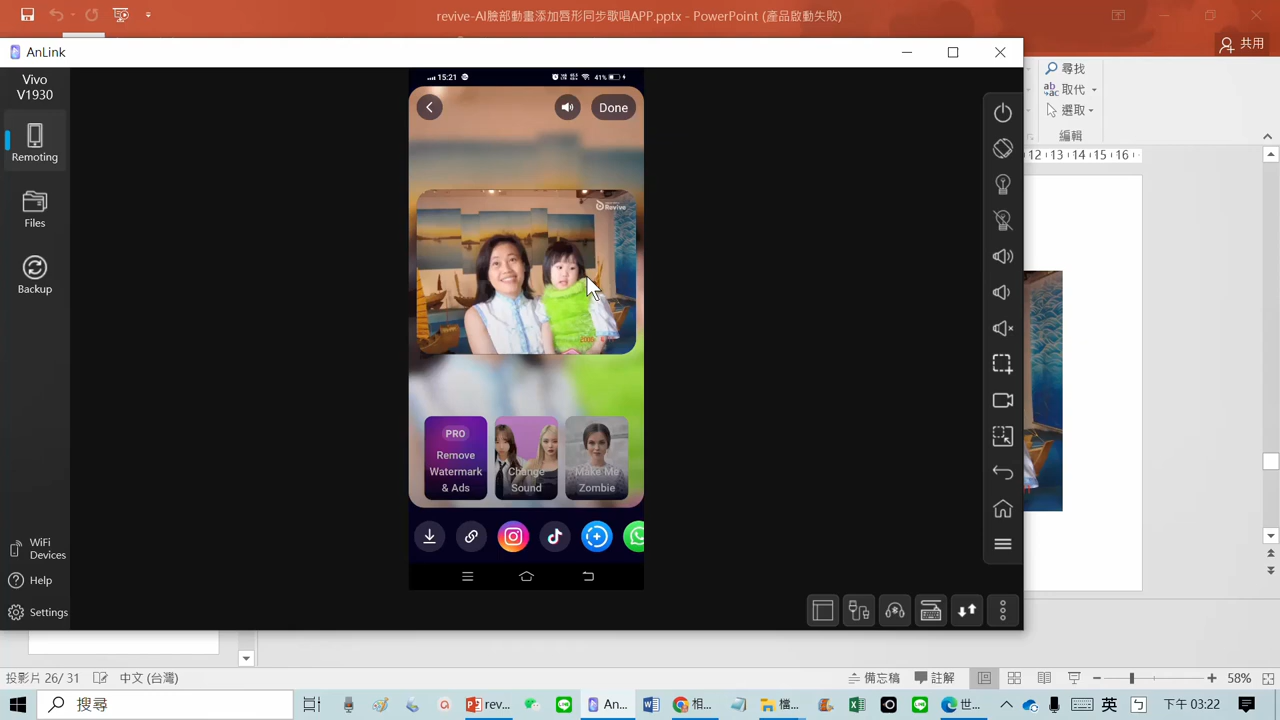 revive-AI臉部動畫添加唇形同步歌唱APP.pptx - PowerPoint (產品啟動失敗)
共用
AnLink
Vivo
V1930
Remoting
Files
Backup
WiFi
Devices
Help
Settings
15:21
41%
Done
Revive
2006
PRO
Remove
Watermark
& Ads
Change
Sound
Make Me
Zombie
尋找
取代
選取
編輯
12 13 14 15 16
投影片 26/31
中文 (台灣)
備忘稿
註解
58%
搜尋
rev...
An...
相...
檔...
世...
英
下午 03:22